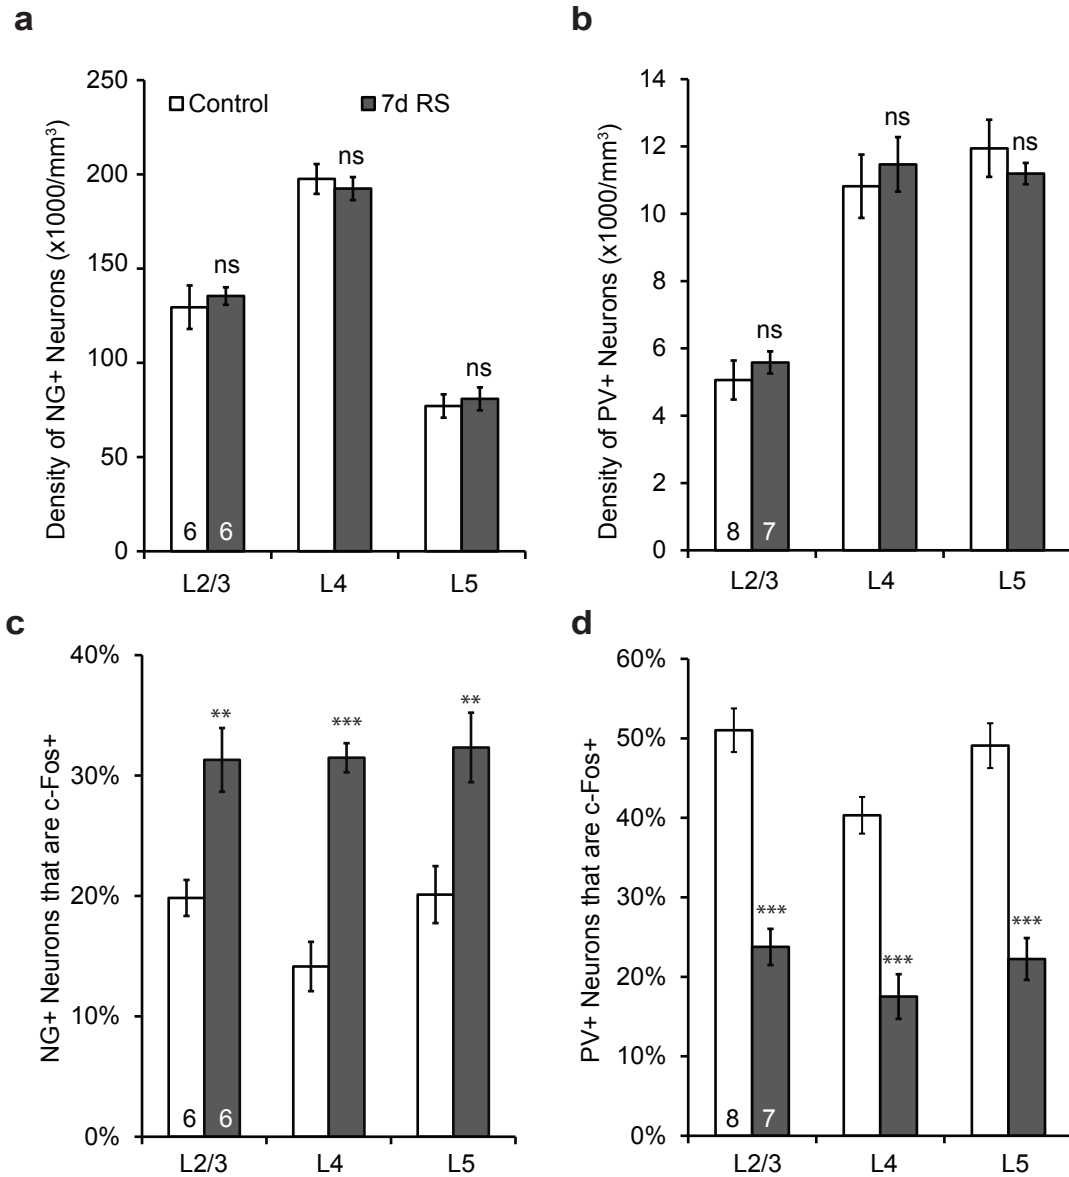 a
Density of NG+ Neurons (x1000/mm³)
250
200
150
100
50
0
Control
7d RS
ns
ns
ns
6
6
L2/3
L4
L5
b
Density of PV+ Neurons (x1000/mm³)
14
12
10
8
6
4
2
0
ns
ns
ns
8
7
L2/3
L4
L5
c
NG+ Neurons that are c-Fos+
40%
30%
20%
10%
0%
**
***
**
6
6
L2/3
L4
L5
d
PV+ Neurons that are c-Fos+
60%
50%
40%
30%
20%
10%
0%
***
***
***
8
7
L2/3
L4
L5